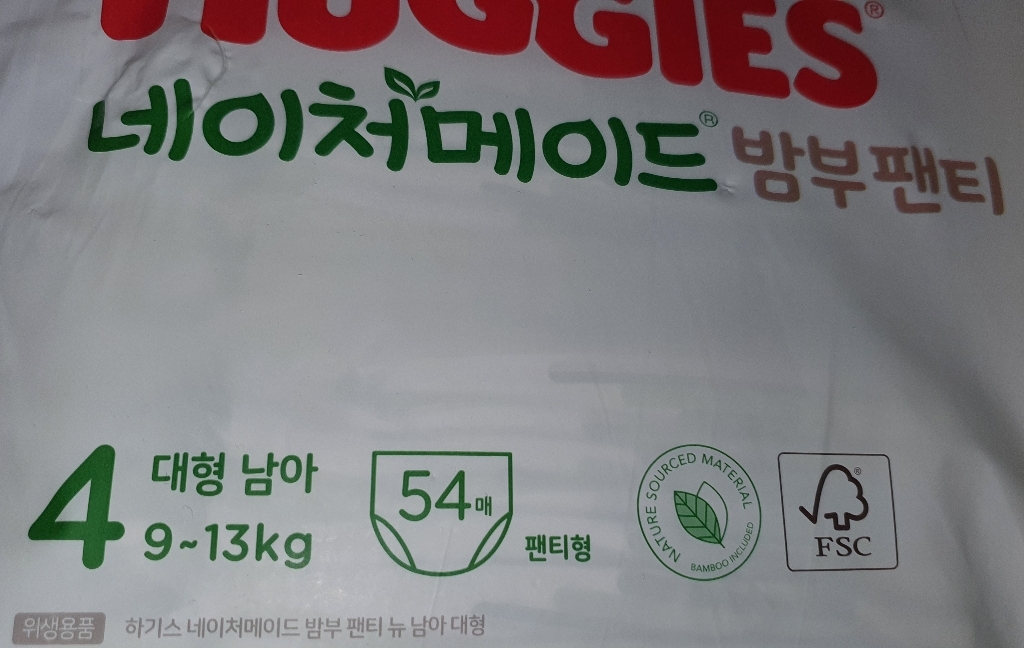 HUGGIES®
네이처메이드® 밤부 팬티
4 대형 남아
9~13kg
54매
팬티형
NATURE SOURCED MATERIAL
BAMBOO INCLUDED
®
FSC
위생용품 하기스 네이처메이드 밤부 팬티 뉴 남아 대형